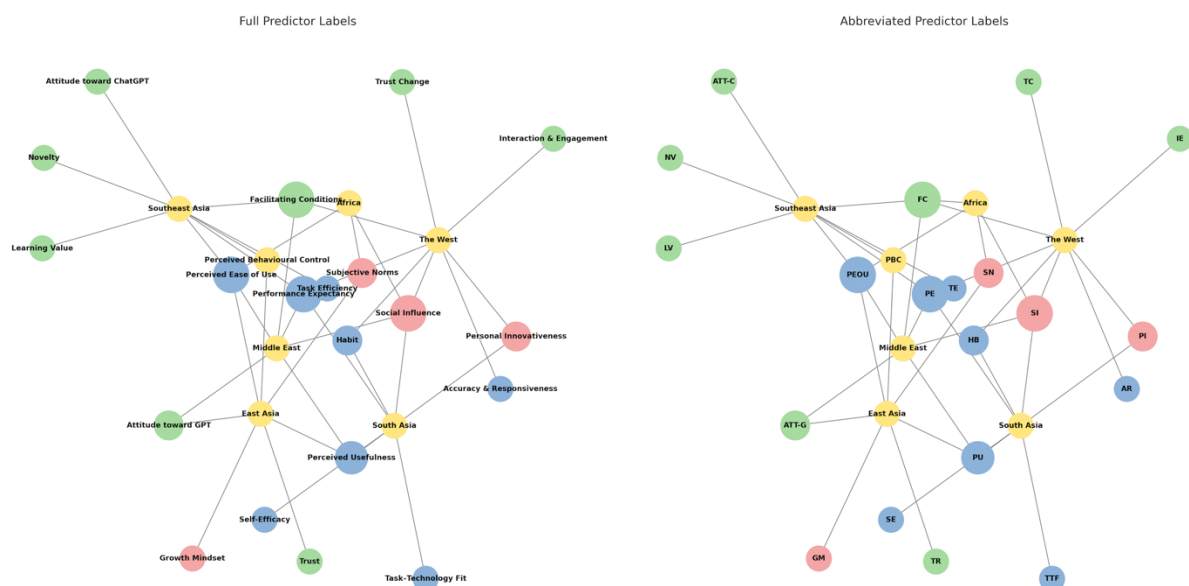 Full Predictor Labels
Attitude toward ChatGPT
Trust Change
Interaction & Engagement
Novelty
Facilitating Conditions
Africa
Southeast Asia
The West
Learning Value
Perceived Behavioural Control
Perceived Ease of Use
Subjective Norms
Task Efficiency
Performance Expectancy
Social Influence
Personal Innovativeness
Habit
Middle East
Accuracy & Responsiveness
East Asia
Attitude toward GPT
South Asia
Perceived Usefulness
Self-Efficacy
Growth Mindset
Trust
Task-Technology Fit
Abbreviated Predictor Labels
ATT-C
TC
IE
NV
FC
Africa
Southeast Asia
The West
LV
PBC
PEOU
SN
TE
PE
SI
PI
HB
Middle East
AR
East Asia
ATT-G
South Asia
PU
SE
GM
TR
TTF